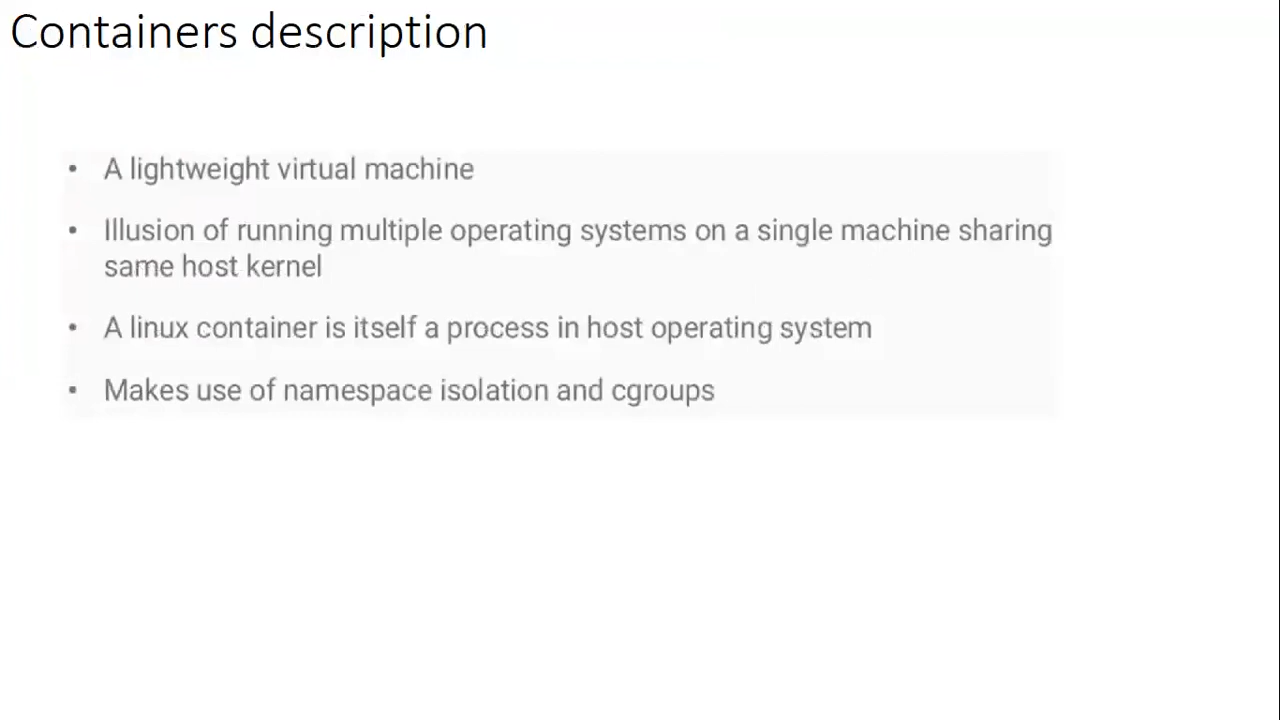 Containers description
• A lightweight virtual machine
• Illusion of running multiple operating systems on a single machine sharing
same host kernel
• A linux container is itself a process in host operating system
• Makes use of namespace isolation and cgroups